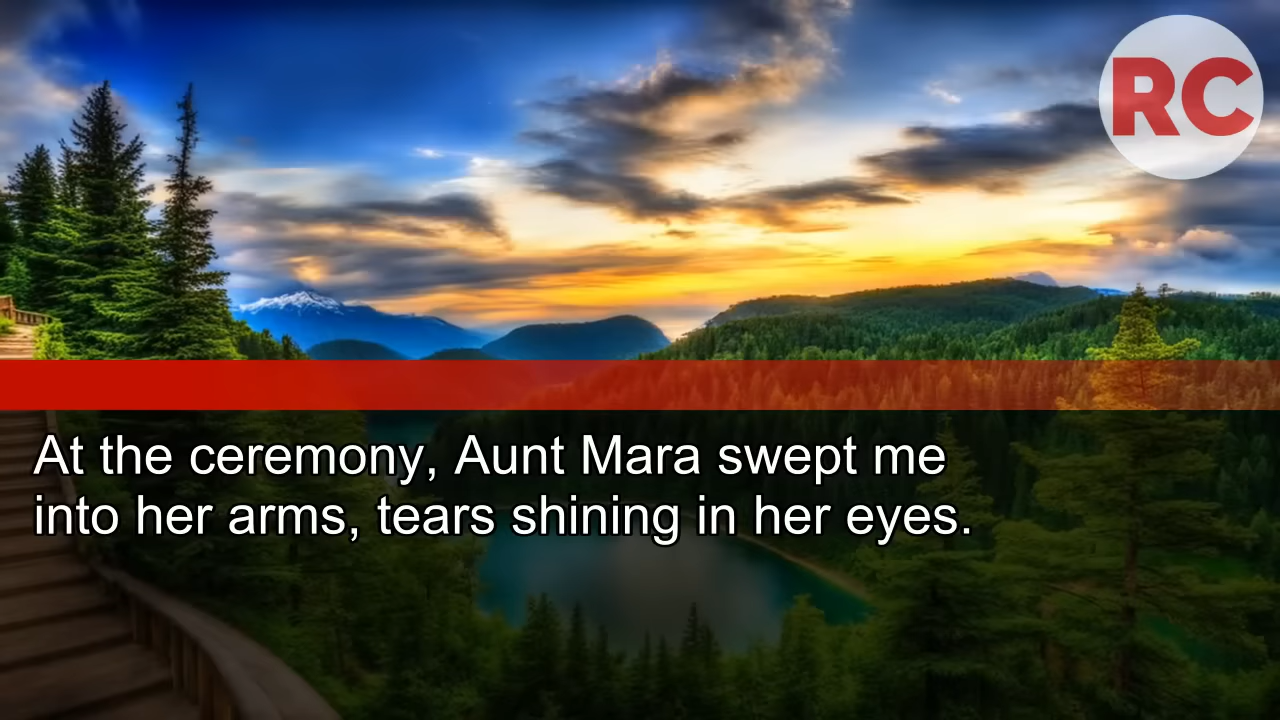 RC
At the ceremony, Aunt Mara swept me
into her arms, tears shining in her eyes.